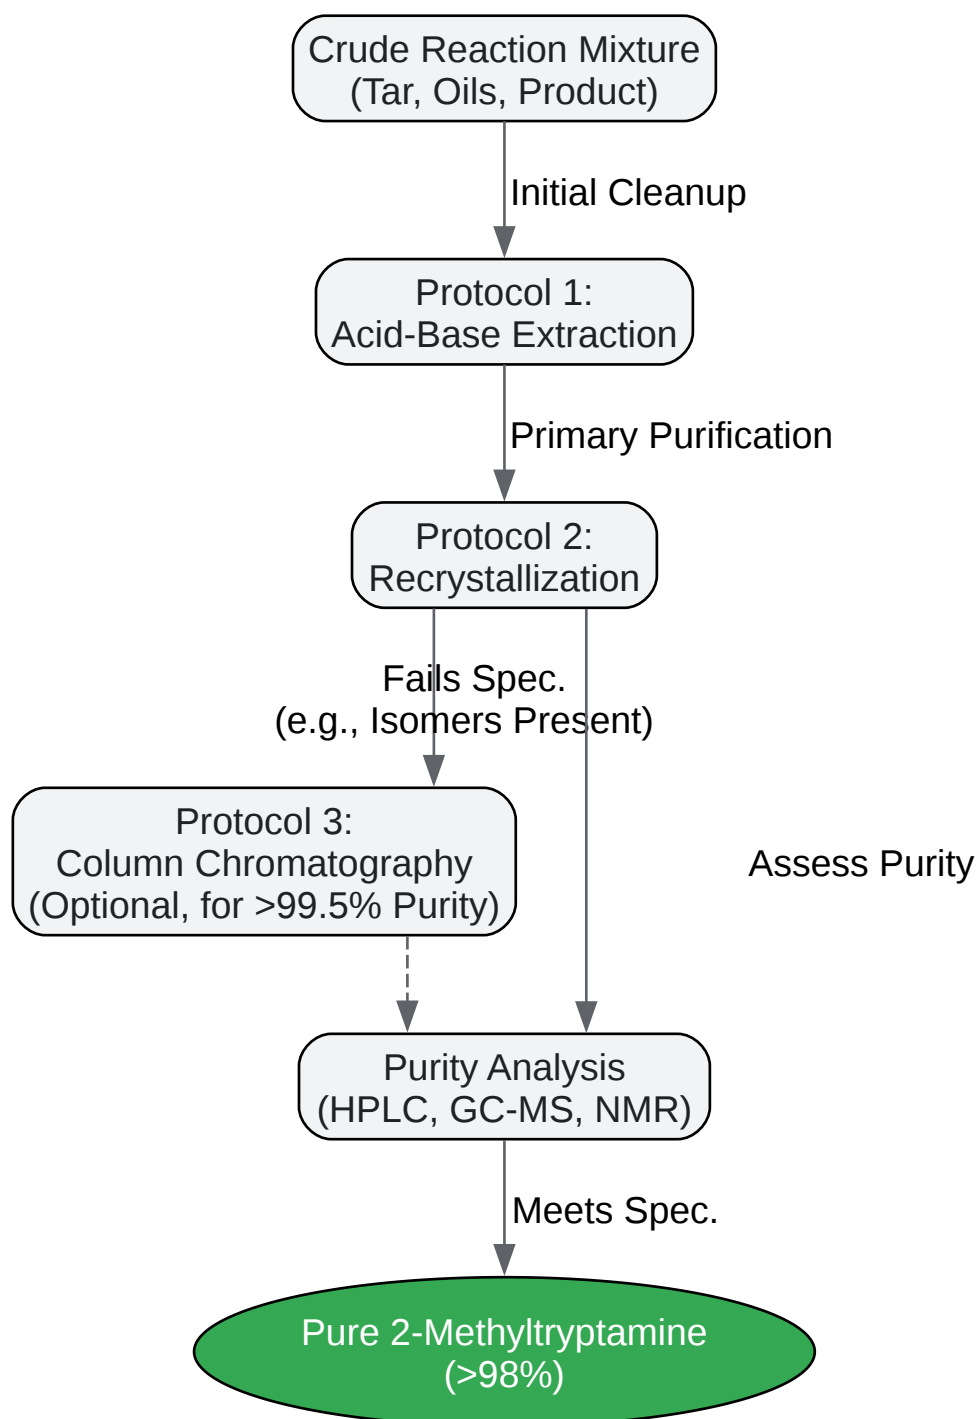 Crude Reaction Mixture
(Tar, Oils, Product)
Initial Cleanup
Protocol 1:
Acid-Base Extraction
Primary Purification
Protocol 2:
Recrystallization
Fails Spec.
(e.g., Isomers Present)
Protocol 3:
Column Chromatography
(Optional, for >99.5% Purity)
Assess Purity
Purity Analysis
(HPLC, GC-MS, NMR)
Meets Spec.
Pure 2-Methyltryptamine
(>98%)